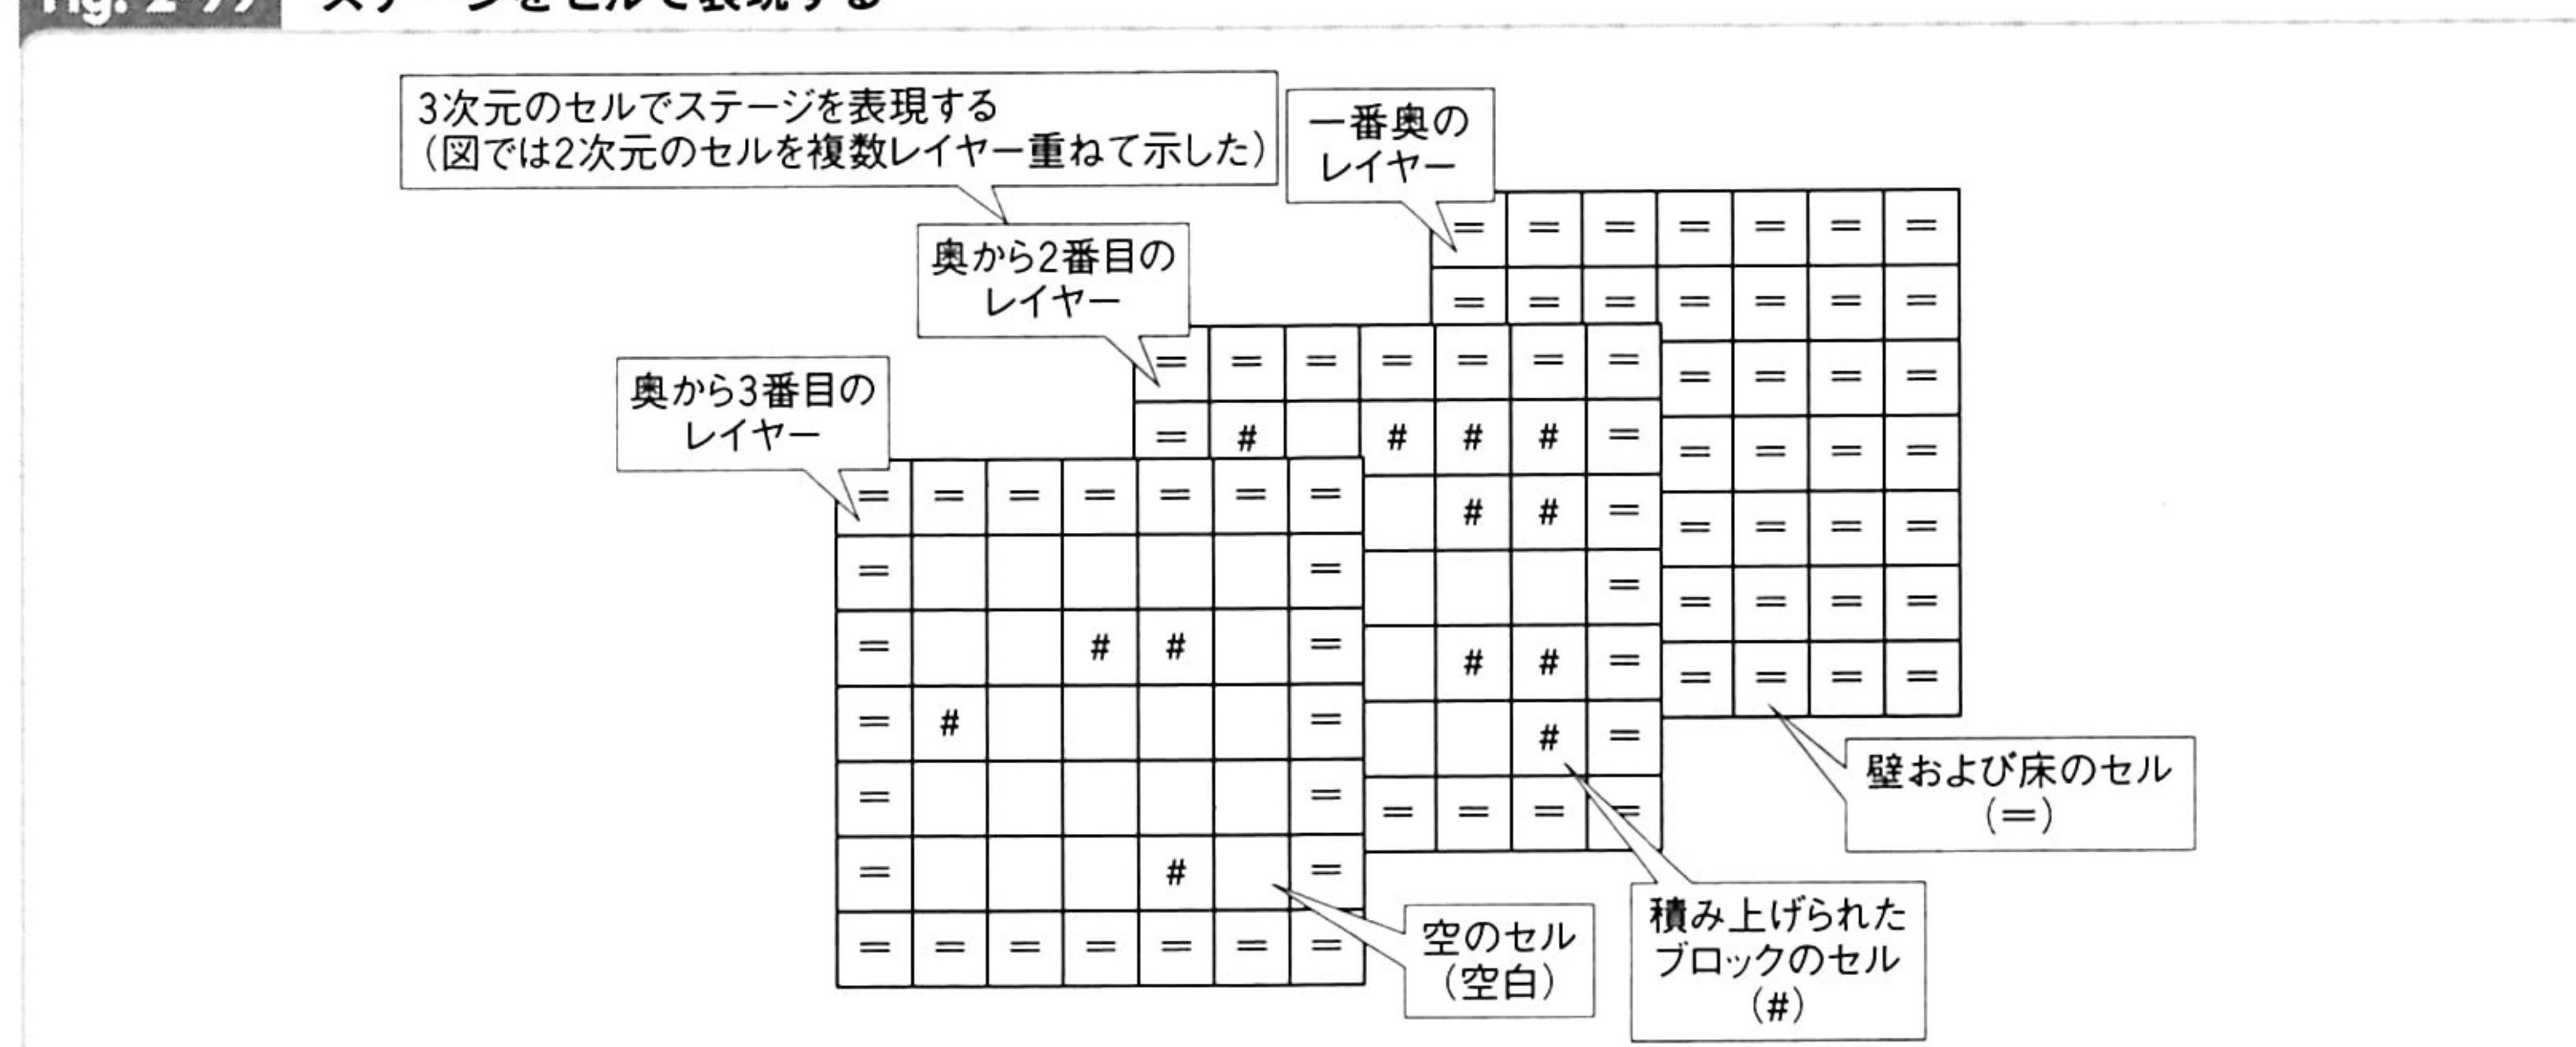 ステージをセルで表現する
3次元のセルでステージを表現する
（図では2次元のセルを複数レイヤー重ねて示した）
一番奥の
レイヤー
奥から2番目の
レイヤー
奥から3番目の
レイヤー
= = = = = = =
= = = = = = =
= = = =
= = = =
= = = =
= = = =
= = = =
= = = = = = =
= # # # # =
# # =
=
# # =
# =
= = = =
= = = = = = =
= =
= # # =
= # =
= =
= # =
= = = = = = =
壁および床のセル
（=）
積み上げられた
ブロックのセル
（#）
空のセル
（空白）